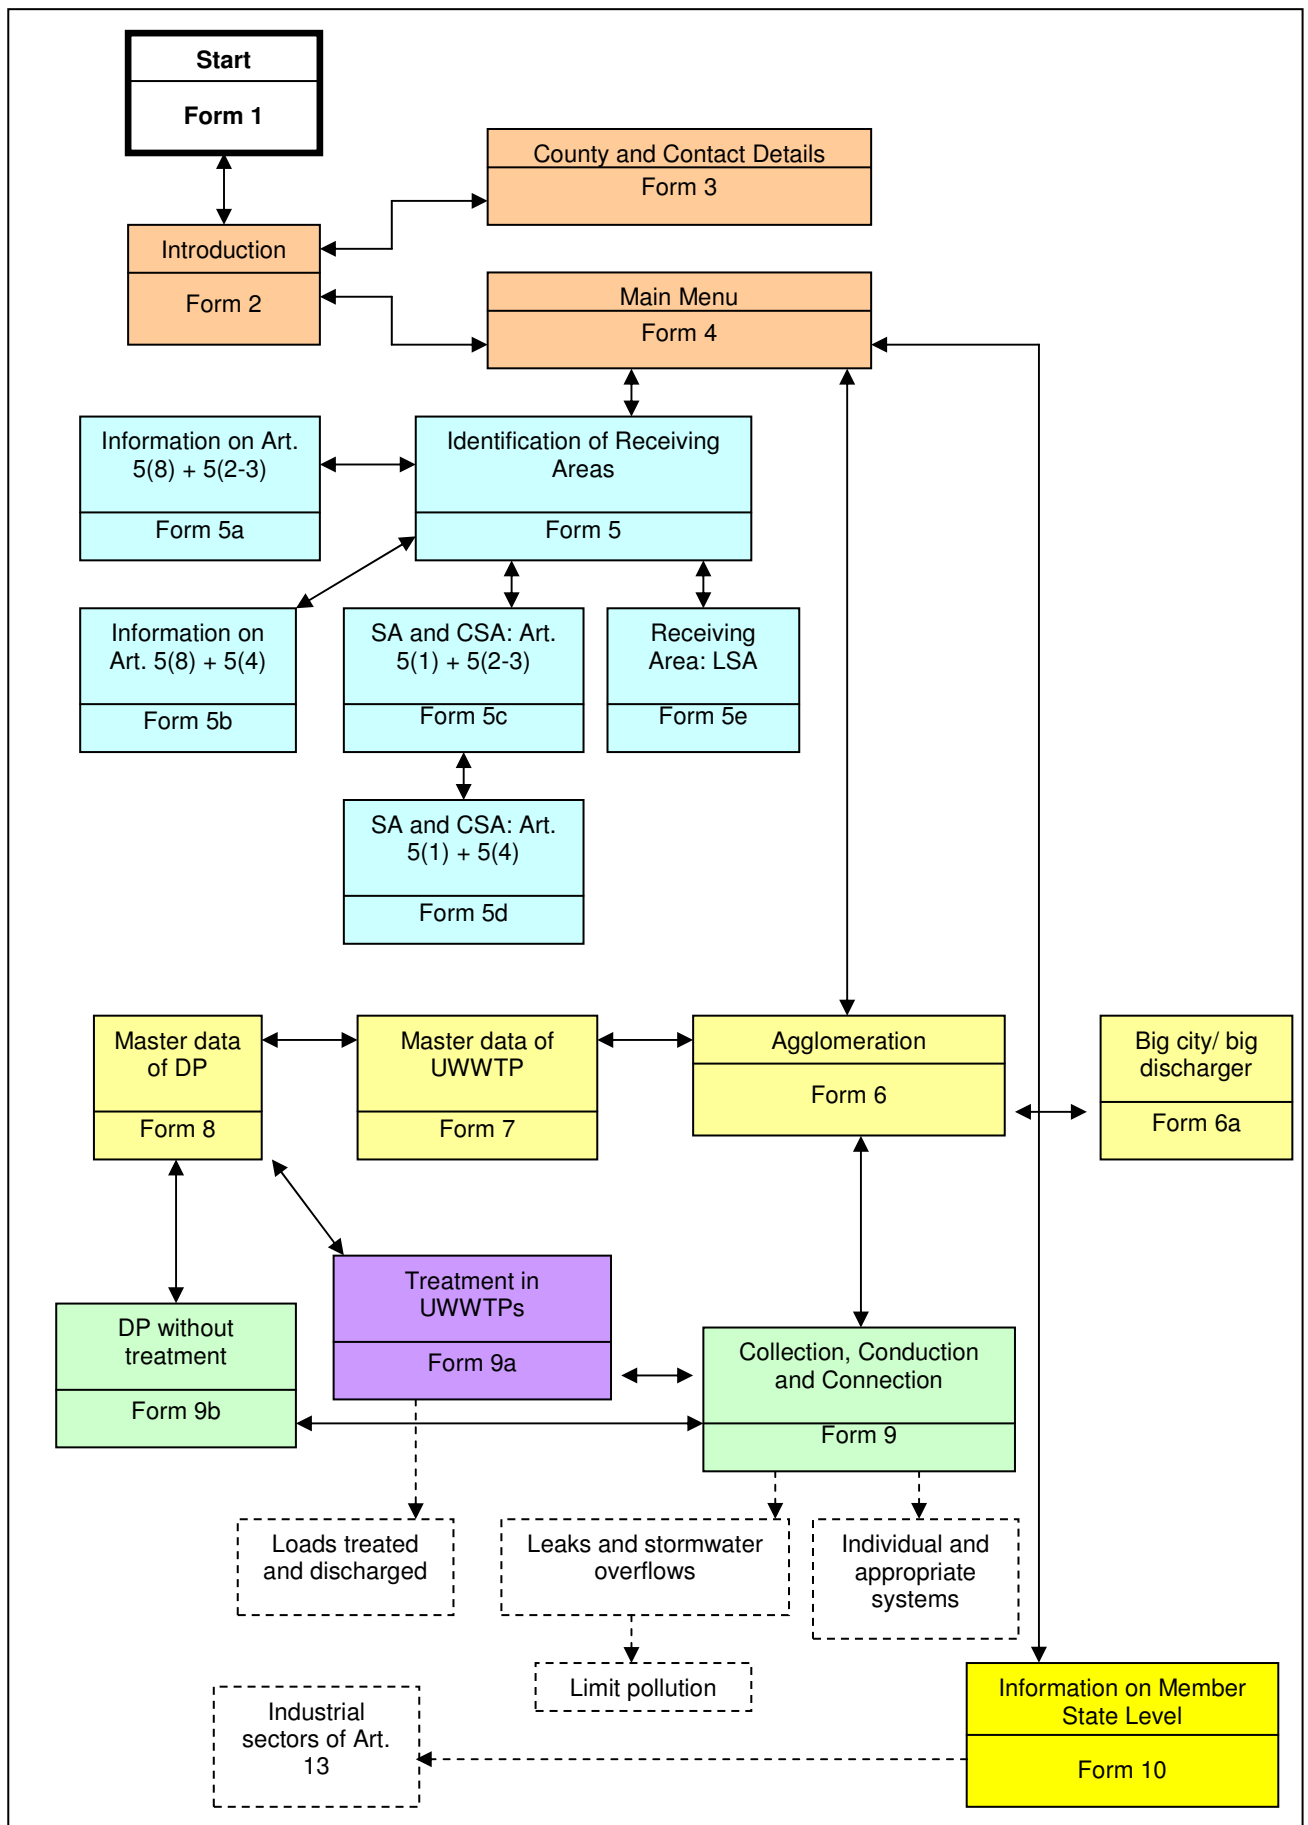 Start
Form 1
County and Contact Details
Form 3
Introduction
Form 2
Main Menu
Form 4
Information on Art.
5(8) + 5(2-3)
Form 5a
Identification of Receiving
Areas
Form 5
Information on
Art. 5(8) + 5(4)
Form 5b
SA and CSA: Art.
5(1) + 5(2-3)
Form 5c
Receiving
Area: LSA
Form 5e
SA and CSA: Art.
5(1) + 5(4)
Form 5d
Master data
of DP
Form 8
Master data of
UWWTP
Form 7
Agglomeration
Form 6
Big city/ big
discharger
Form 6a
Treatment in
UWWTPs
Form 9a
DP without
treatment
Form 9b
Collection, Conduction
and Connection
Form 9
Loads treated
and discharged
Leaks and stormwater
overflows
Individual and
appropriate
systems
Limit pollution
Industrial
sectors of Art.
13
Information on Member
State Level
Form 10